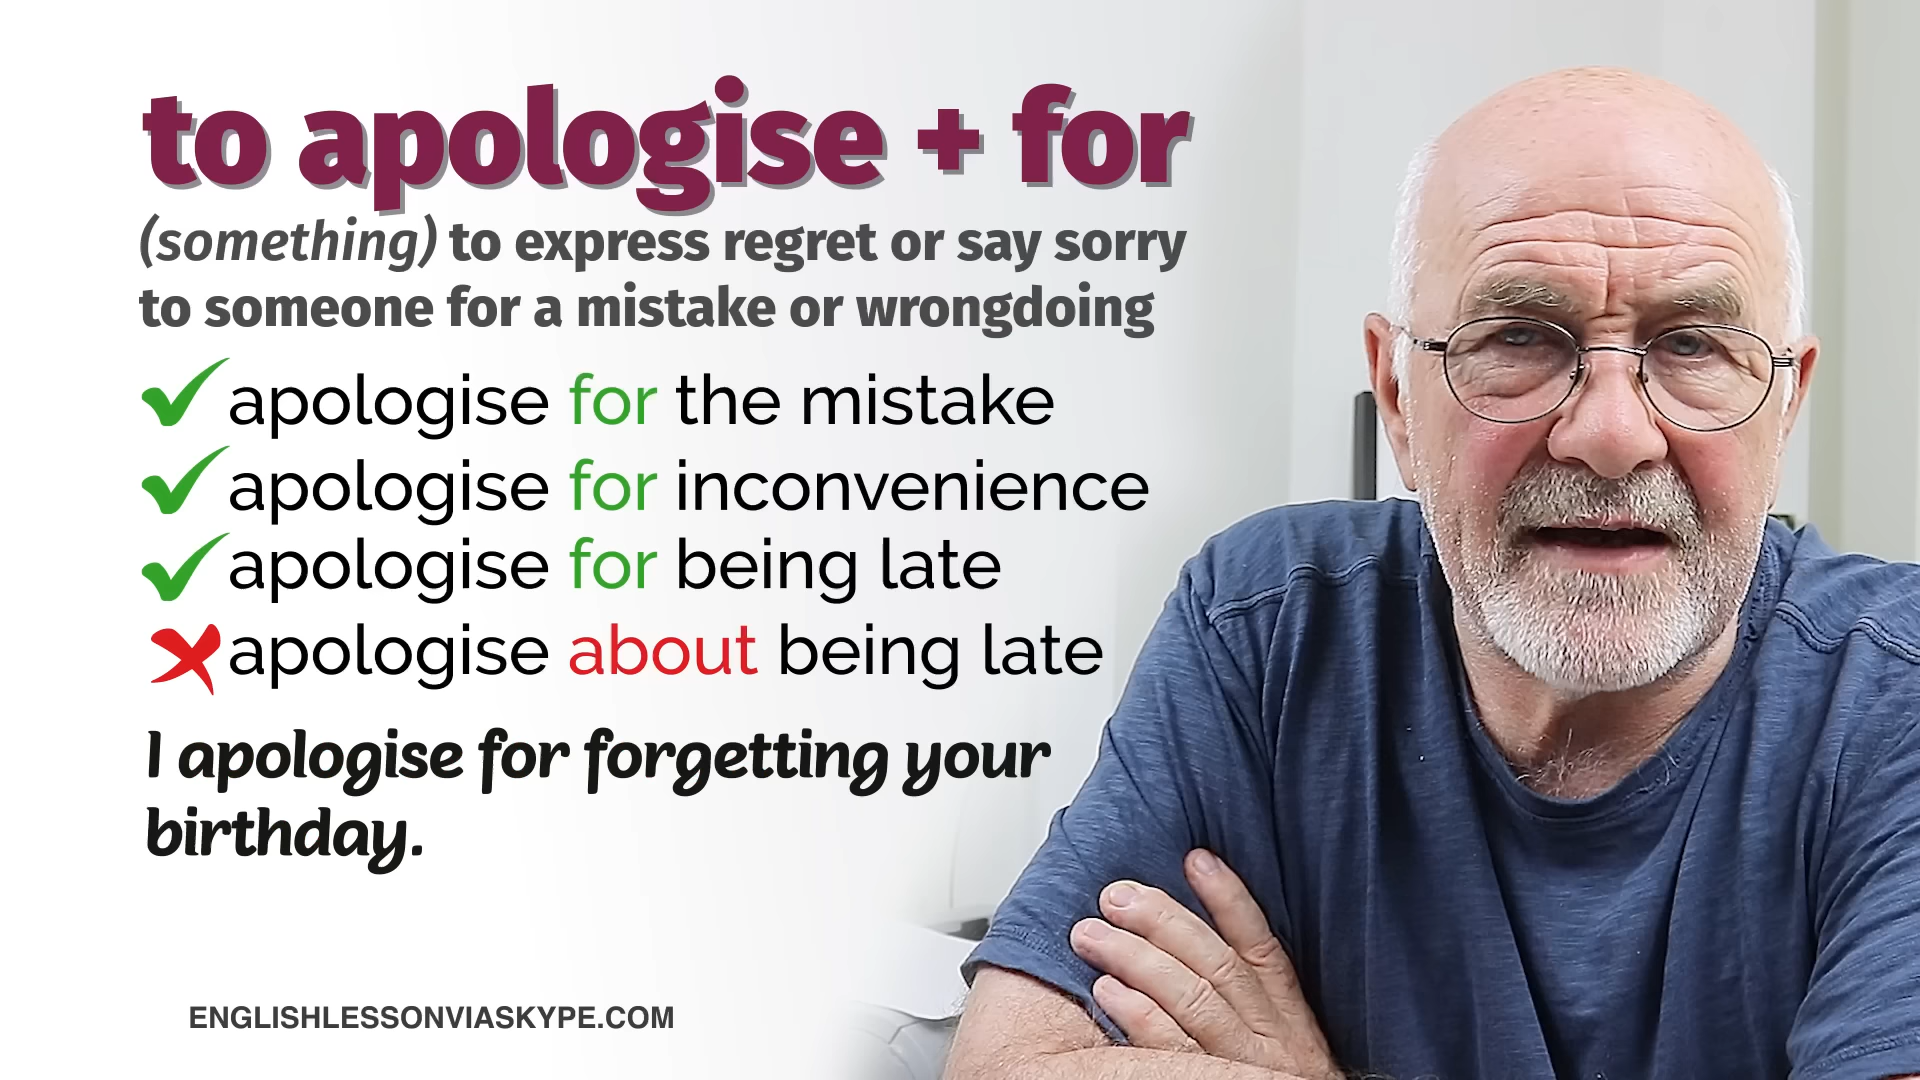 to apologise + for
(something) to express regret or say sorry
to someone for a mistake or wrongdoing
apologise for the mistake
apologise for inconvenience
apologise for being late
apologise about being late
I apologise for forgetting your
birthday.
ENGLISHLESSONVIASKYPE.COM